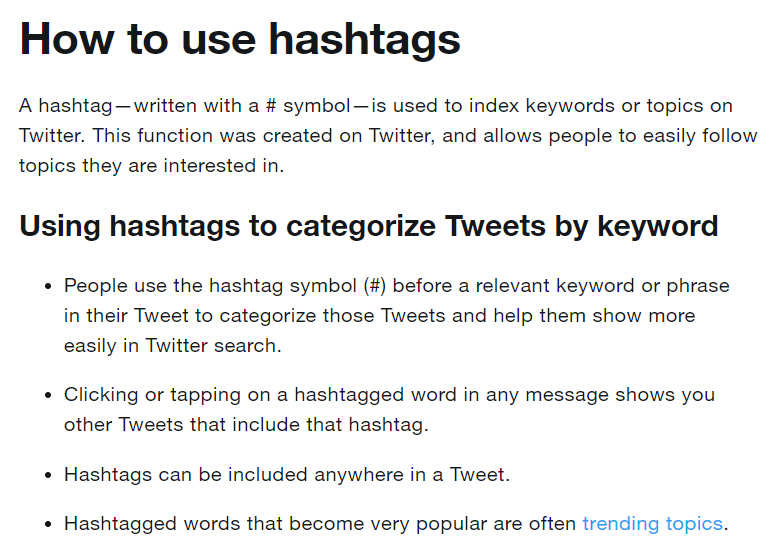 How to use hashtags
A hashtag—written with a # symbol—is used to index keywords or topics on
Twitter. This function was created on Twitter, and allows people to easily follow
topics they are interested in.
Using hashtags to categorize Tweets by keyword
• People use the hashtag symbol (#) before a relevant keyword or phrase
in their Tweet to categorize those Tweets and help them show more
easily in Twitter search.
• Clicking or tapping on a hashtagged word in any message shows you
other Tweets that include that hashtag.
• Hashtags can be included anywhere in a Tweet.
• Hashtagged words that become very popular are often trending topics.